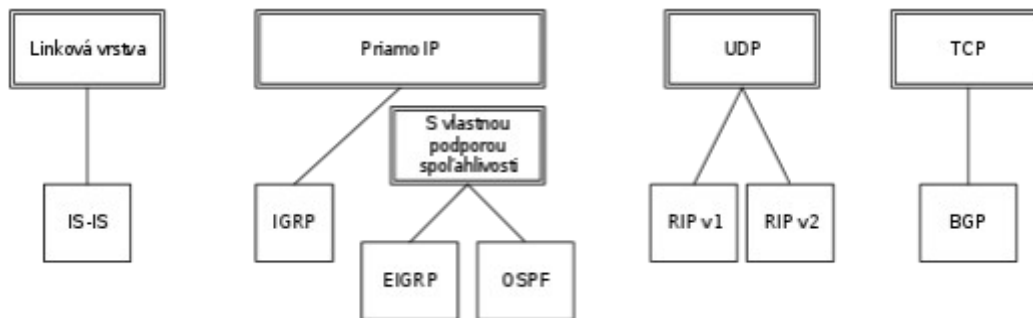 Linková vrstva
Priamo IP
UDP
TCP
S vlastnou
podporou
spoľahlivosti
IS-IS
IGRP
RIP v1
RIP v2
BGP
EIGRP
OSPF